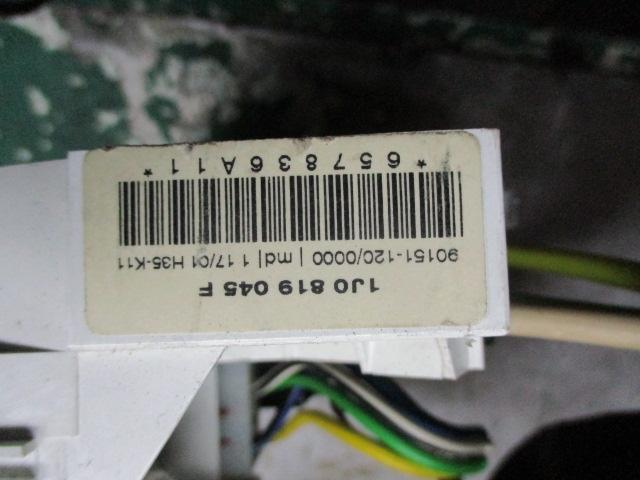 1J0 819 045 F
90151-120/0000 | md| 1 17/01 H35-K11
*657836A11*